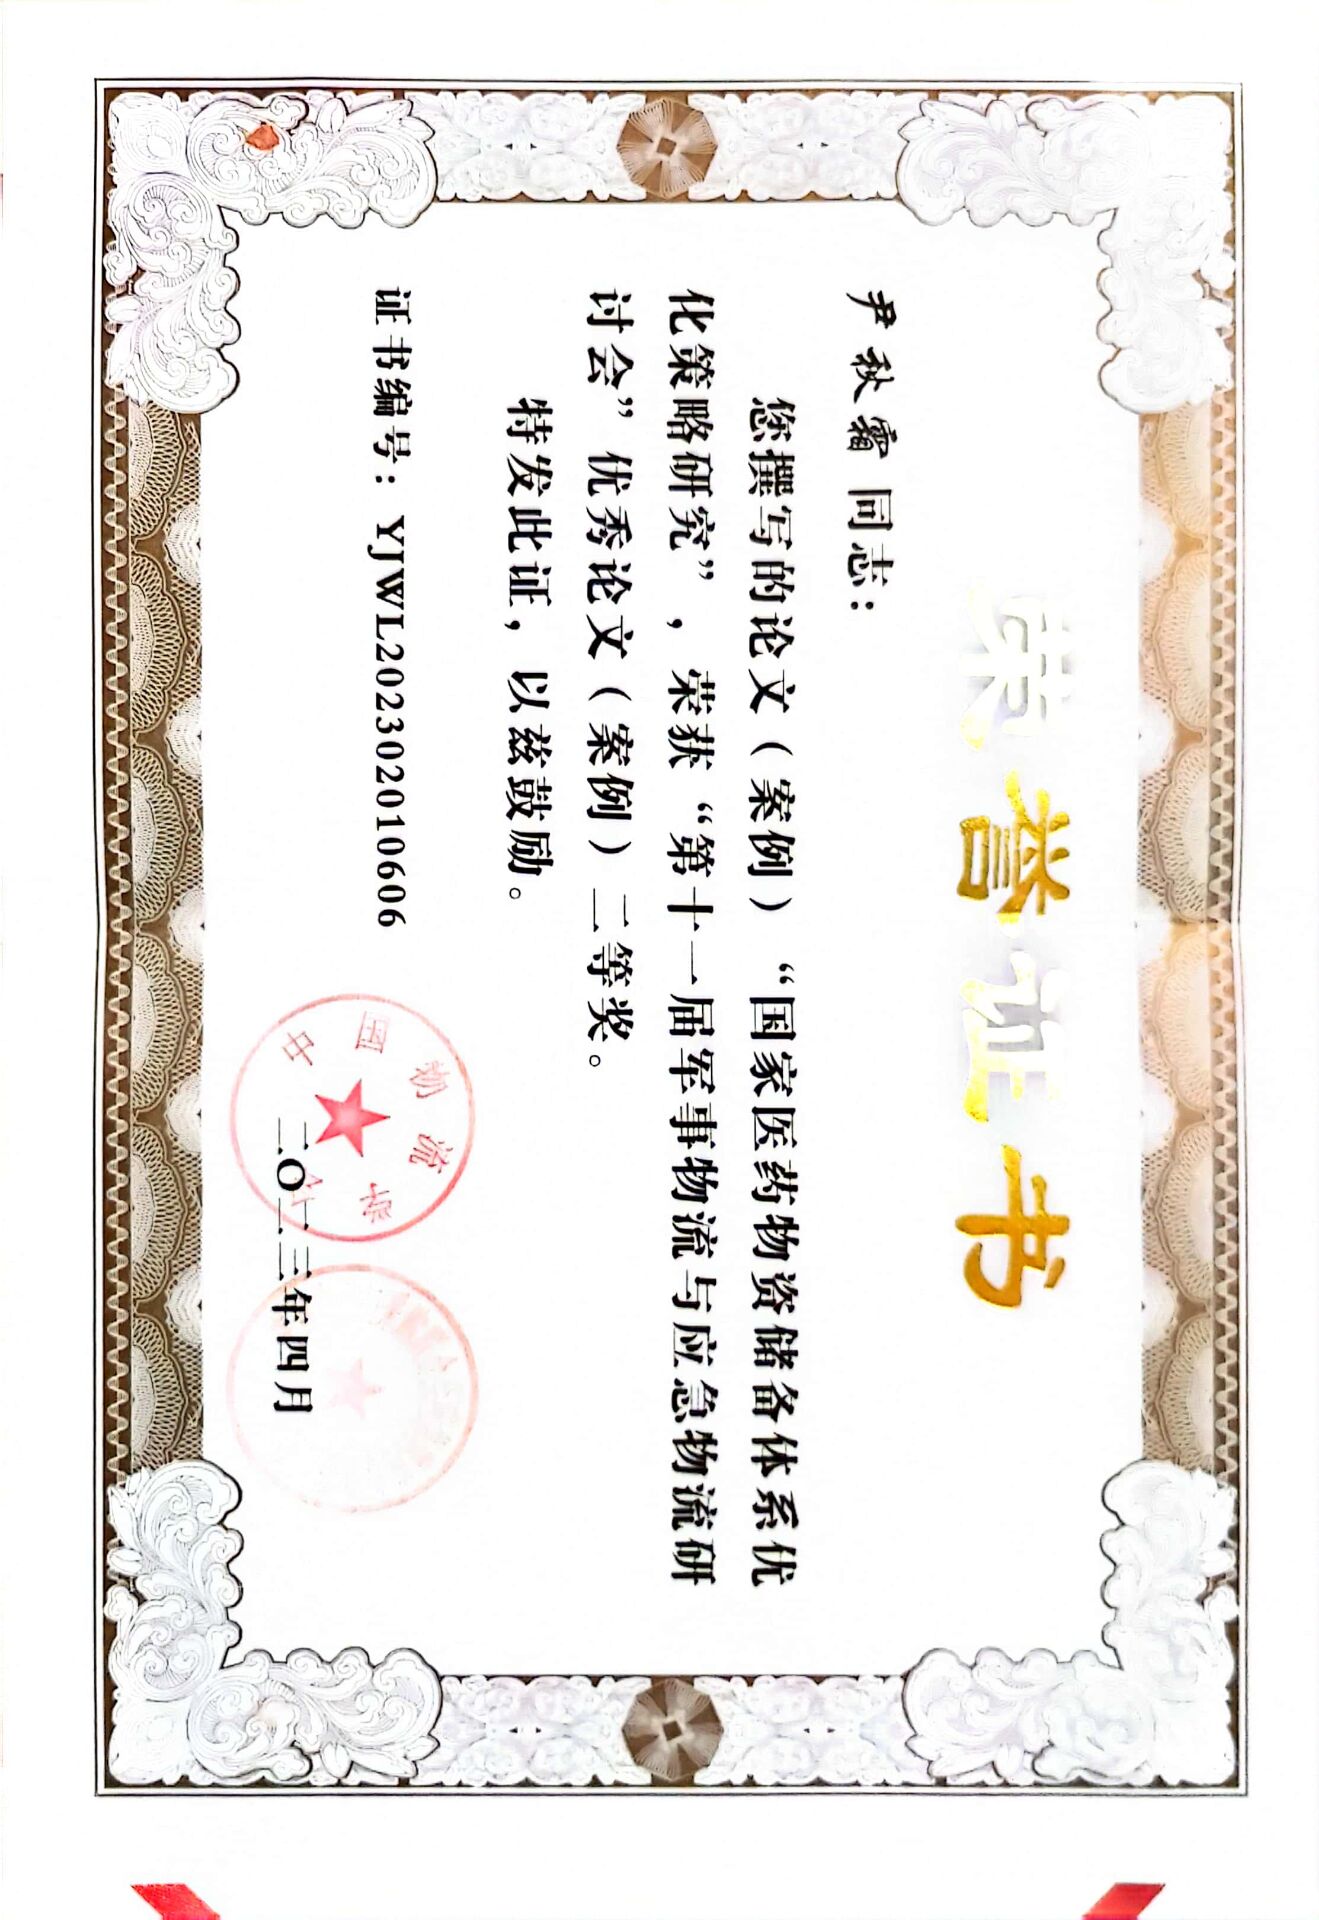 荣誉证书
尹秋霜 同志：
您撰写的论文（案例）“国家医药物资储备体系优
化策略研究”，荣获“第十一届军事物流与应急物流研
讨会”优秀论文（案例）二等奖。
特发此证，以兹鼓励。
证书编号：YJWL202302010606
中国物流学会
二O二三年四月